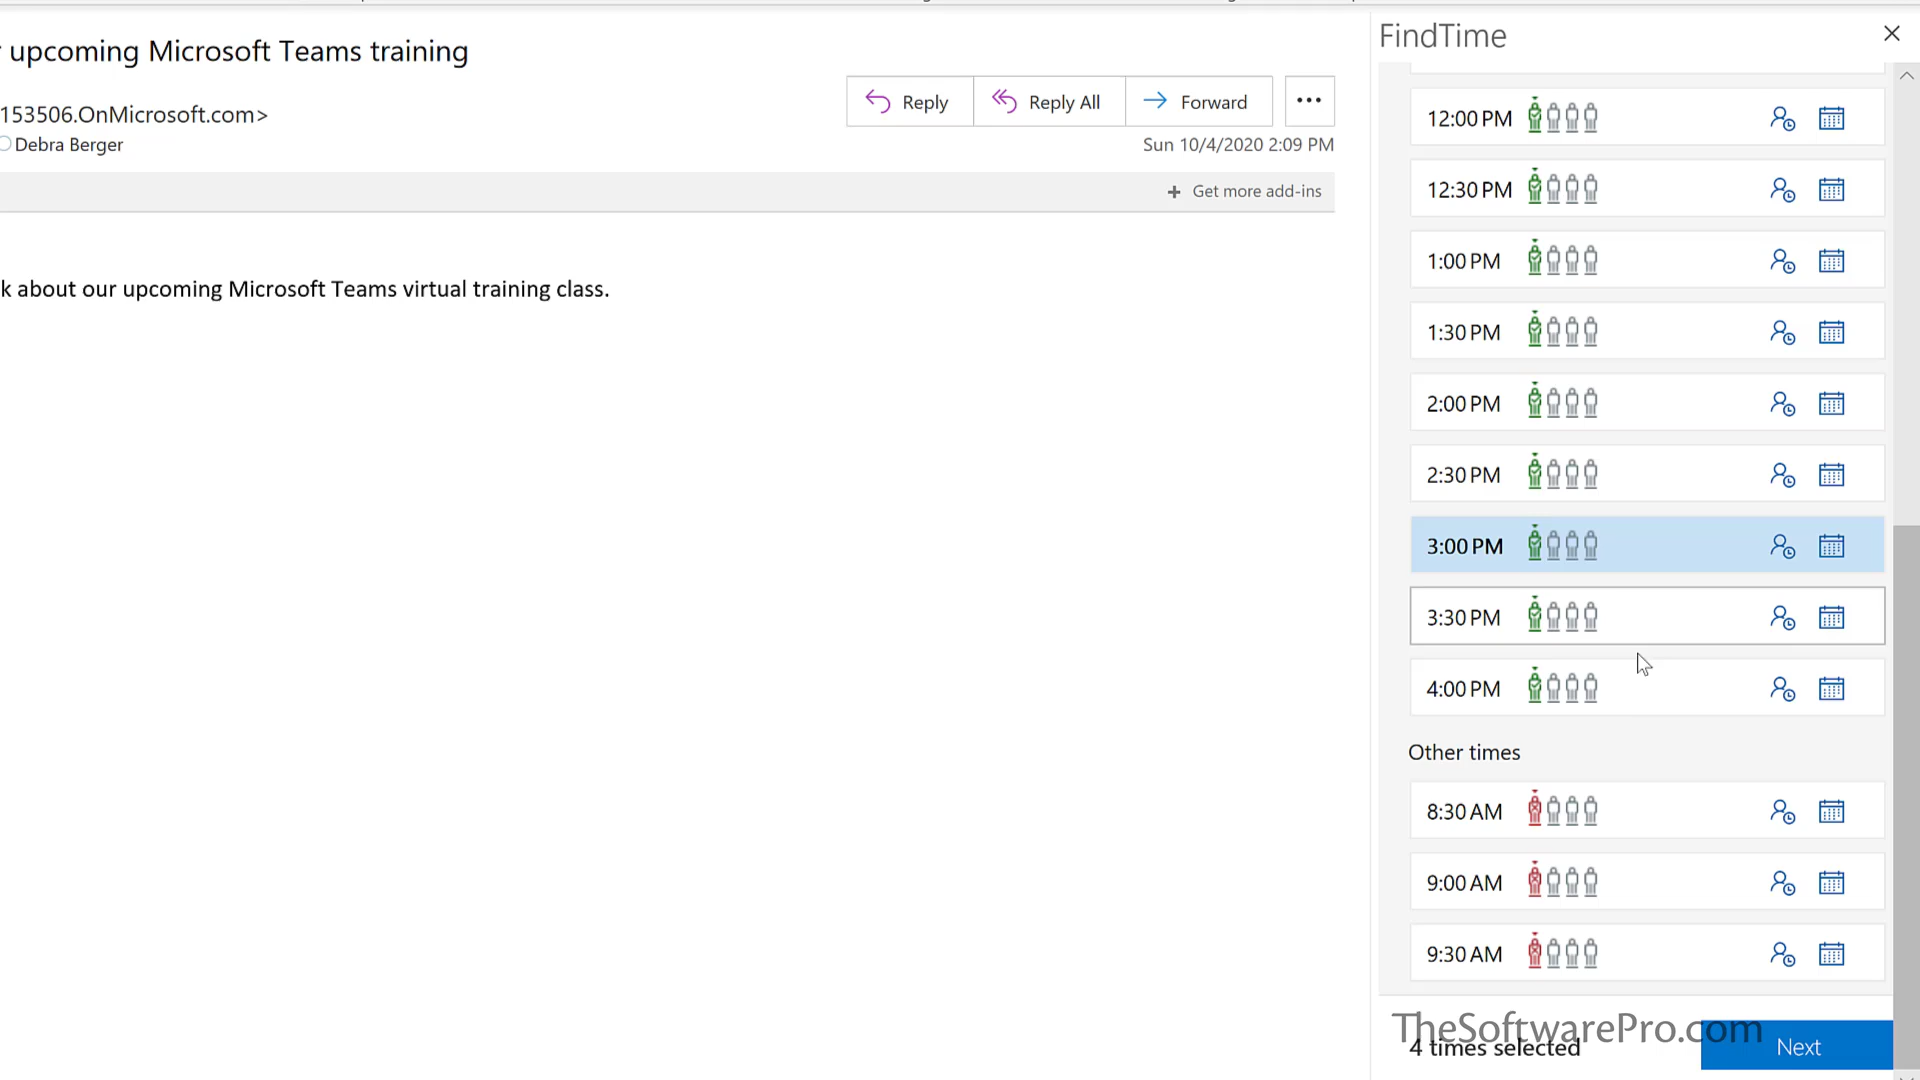 upcoming Microsoft Teams training
153506.OnMicrosoft.com>
Debra Berger
Reply
Reply All
Forward
Sun 10/4/2020 2:09 PM
+ Get more add-ins
k about our upcoming Microsoft Teams virtual training class.
FindTime
12:00 PM
12:30 PM
1:00 PM
1:30 PM
2:00 PM
2:30 PM
3:00 PM
3:30 PM
4:00 PM
Other times
8:30 AM
9:00 AM
9:30 AM
TheSoftwarePro.com
4 times selected
Next